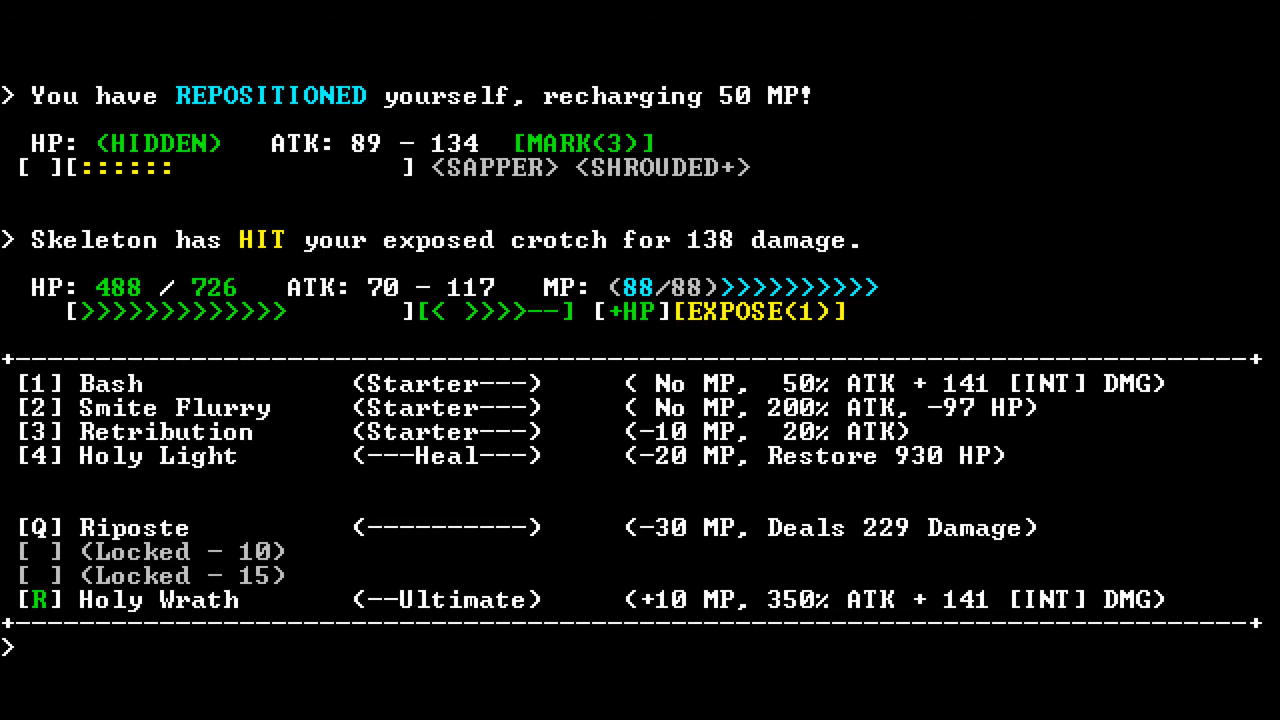 > You have REPOSITIONED yourself, recharging 50 MP!
HP: (HIDDEN)   ATK: 89 - 134  [MARK(3)]
[ ][::::::               ] <SAPPER> <SHROUDED+>
> Skeleton has HIT your exposed crotch for 138 damage.
HP: 488 / 726   ATK: 70 - 117   MP: (88/88)>>>>>>>>>>
[>>>>>>>>>>>>>       ][< >>>>--] [+HP][EXPOSE(1)]
+------------------------------------------------------------------------------+
[1] Bash             (Starter---)     ( No MP,  50% ATK + 141 [INT] DMG)
[2] Smite Flurry     (Starter---)     ( No MP, 200% ATK, -97 HP)
[3] Retribution      (Starter---)     (-10 MP,  20% ATK)
[4] Holy Light       (---Heal---)     (-20 MP, Restore 930 HP)
[Q] Riposte          (----------)     (-30 MP, Deals 229 Damage)
[ ] (Locked - 10)
[ ] (Locked - 15)
[R] Holy Wrath       (--Ultimate)     (+10 MP, 350% ATK + 141 [INT] DMG)
+------------------------------------------------------------------------------+
>